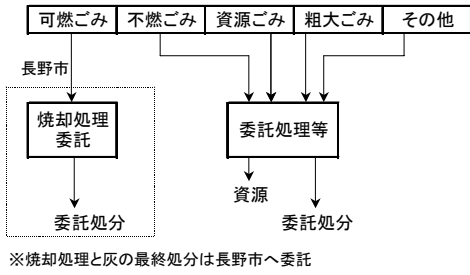 可燃ごみ 不燃ごみ 資源ごみ 粗大ごみ その他
長野市
焼却処理
委託
委託処理等
資源
委託処分 委託処分
※焼却処理と灰の最終処分は長野市へ委託